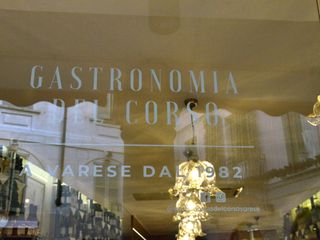 GASTRONOMIA
DEL CORSO
A VARESE DAL 1982